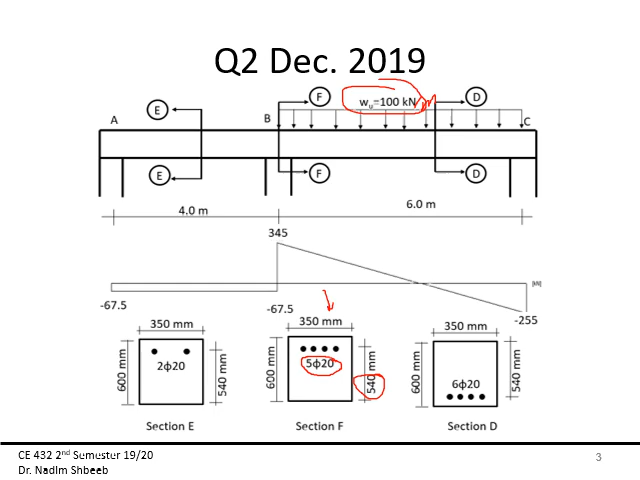 Q2 Dec. 2019
E
F
wu=100 kN/m
D
A
B
C
E
F
D
4.0 m
6.0 m
345
[kN]
-67.5
-67.5
-255
350 mm
350 mm
350 mm
600 mm
2ϕ20
540 mm
600 mm
5ϕ20
540 mm
600 mm
6ϕ20
540 mm
Section E
Section F
Section D
CE 432 2nd Semester 19/20
Dr. Nadim Shbeeb
3